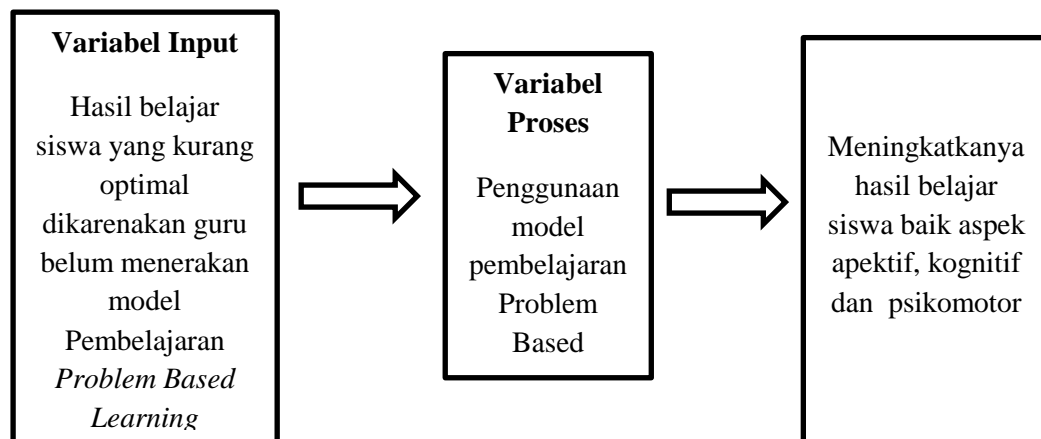 Variabel Input
Hasil belajar
siswa yang kurang
optimal
dikarenakan guru
belum menerakan
model
Pembelajaran
Problem Based
Learning
Variabel
Proses
Penggunaan
model
pembelajaran
Problem
Based
Meningkatkanya
hasil belajar
siswa baik aspek
apektif, kognitif
dan psikomotor